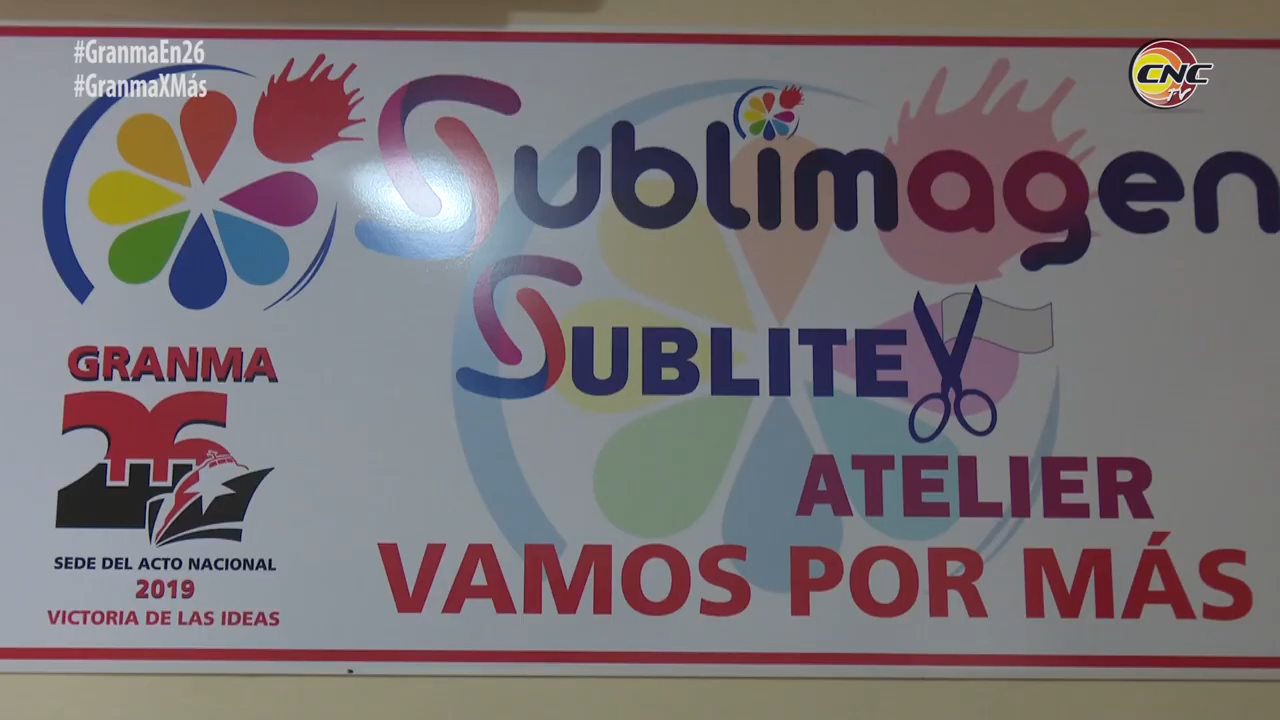 #GranmaEn26
#GranmaXMás
CNC
TV
Sublimagen
SUBLITEX
ATELIER
VAMOS POR MÁS
GRANMA
26
SEDE DEL ACTO NACIONAL
2019
VICTORIA DE LAS IDEAS